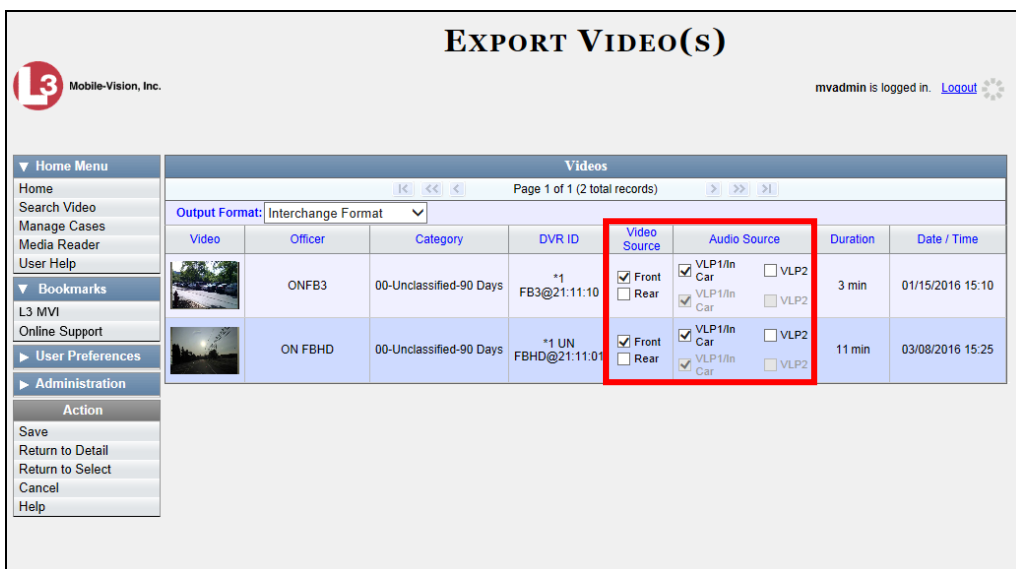 EXPORT VIDEO(S)
L3
Mobile-Vision, Inc.
mvadmin is logged in. Logout
▼ Home Menu
Home
Search Video
Manage Cases
Media Reader
User Help
▼ Bookmarks
L3 MVI
Online Support
► User Preferences
► Administration
Action
Save
Return to Detail
Return to Select
Cancel
Help
Videos
Page 1 of 1 (2 total records)
Output Format: Interchange Format
Video Officer Category DVR ID Video Source Audio Source Duration Date / Time
ONFB3 00-Unclassified-90 Days *1 FB3@21:11:10 Front VLP1/In Car VLP2 3 min 01/15/2016 15:10
Rear VLP1/In Car VLP2
ON FBHD 00-Unclassified-90 Days *1 UN FBHD@21:11:01 Front VLP1/In Car VLP2 11 min 03/08/2016 15:25
Rear VLP1/In Car VLP2